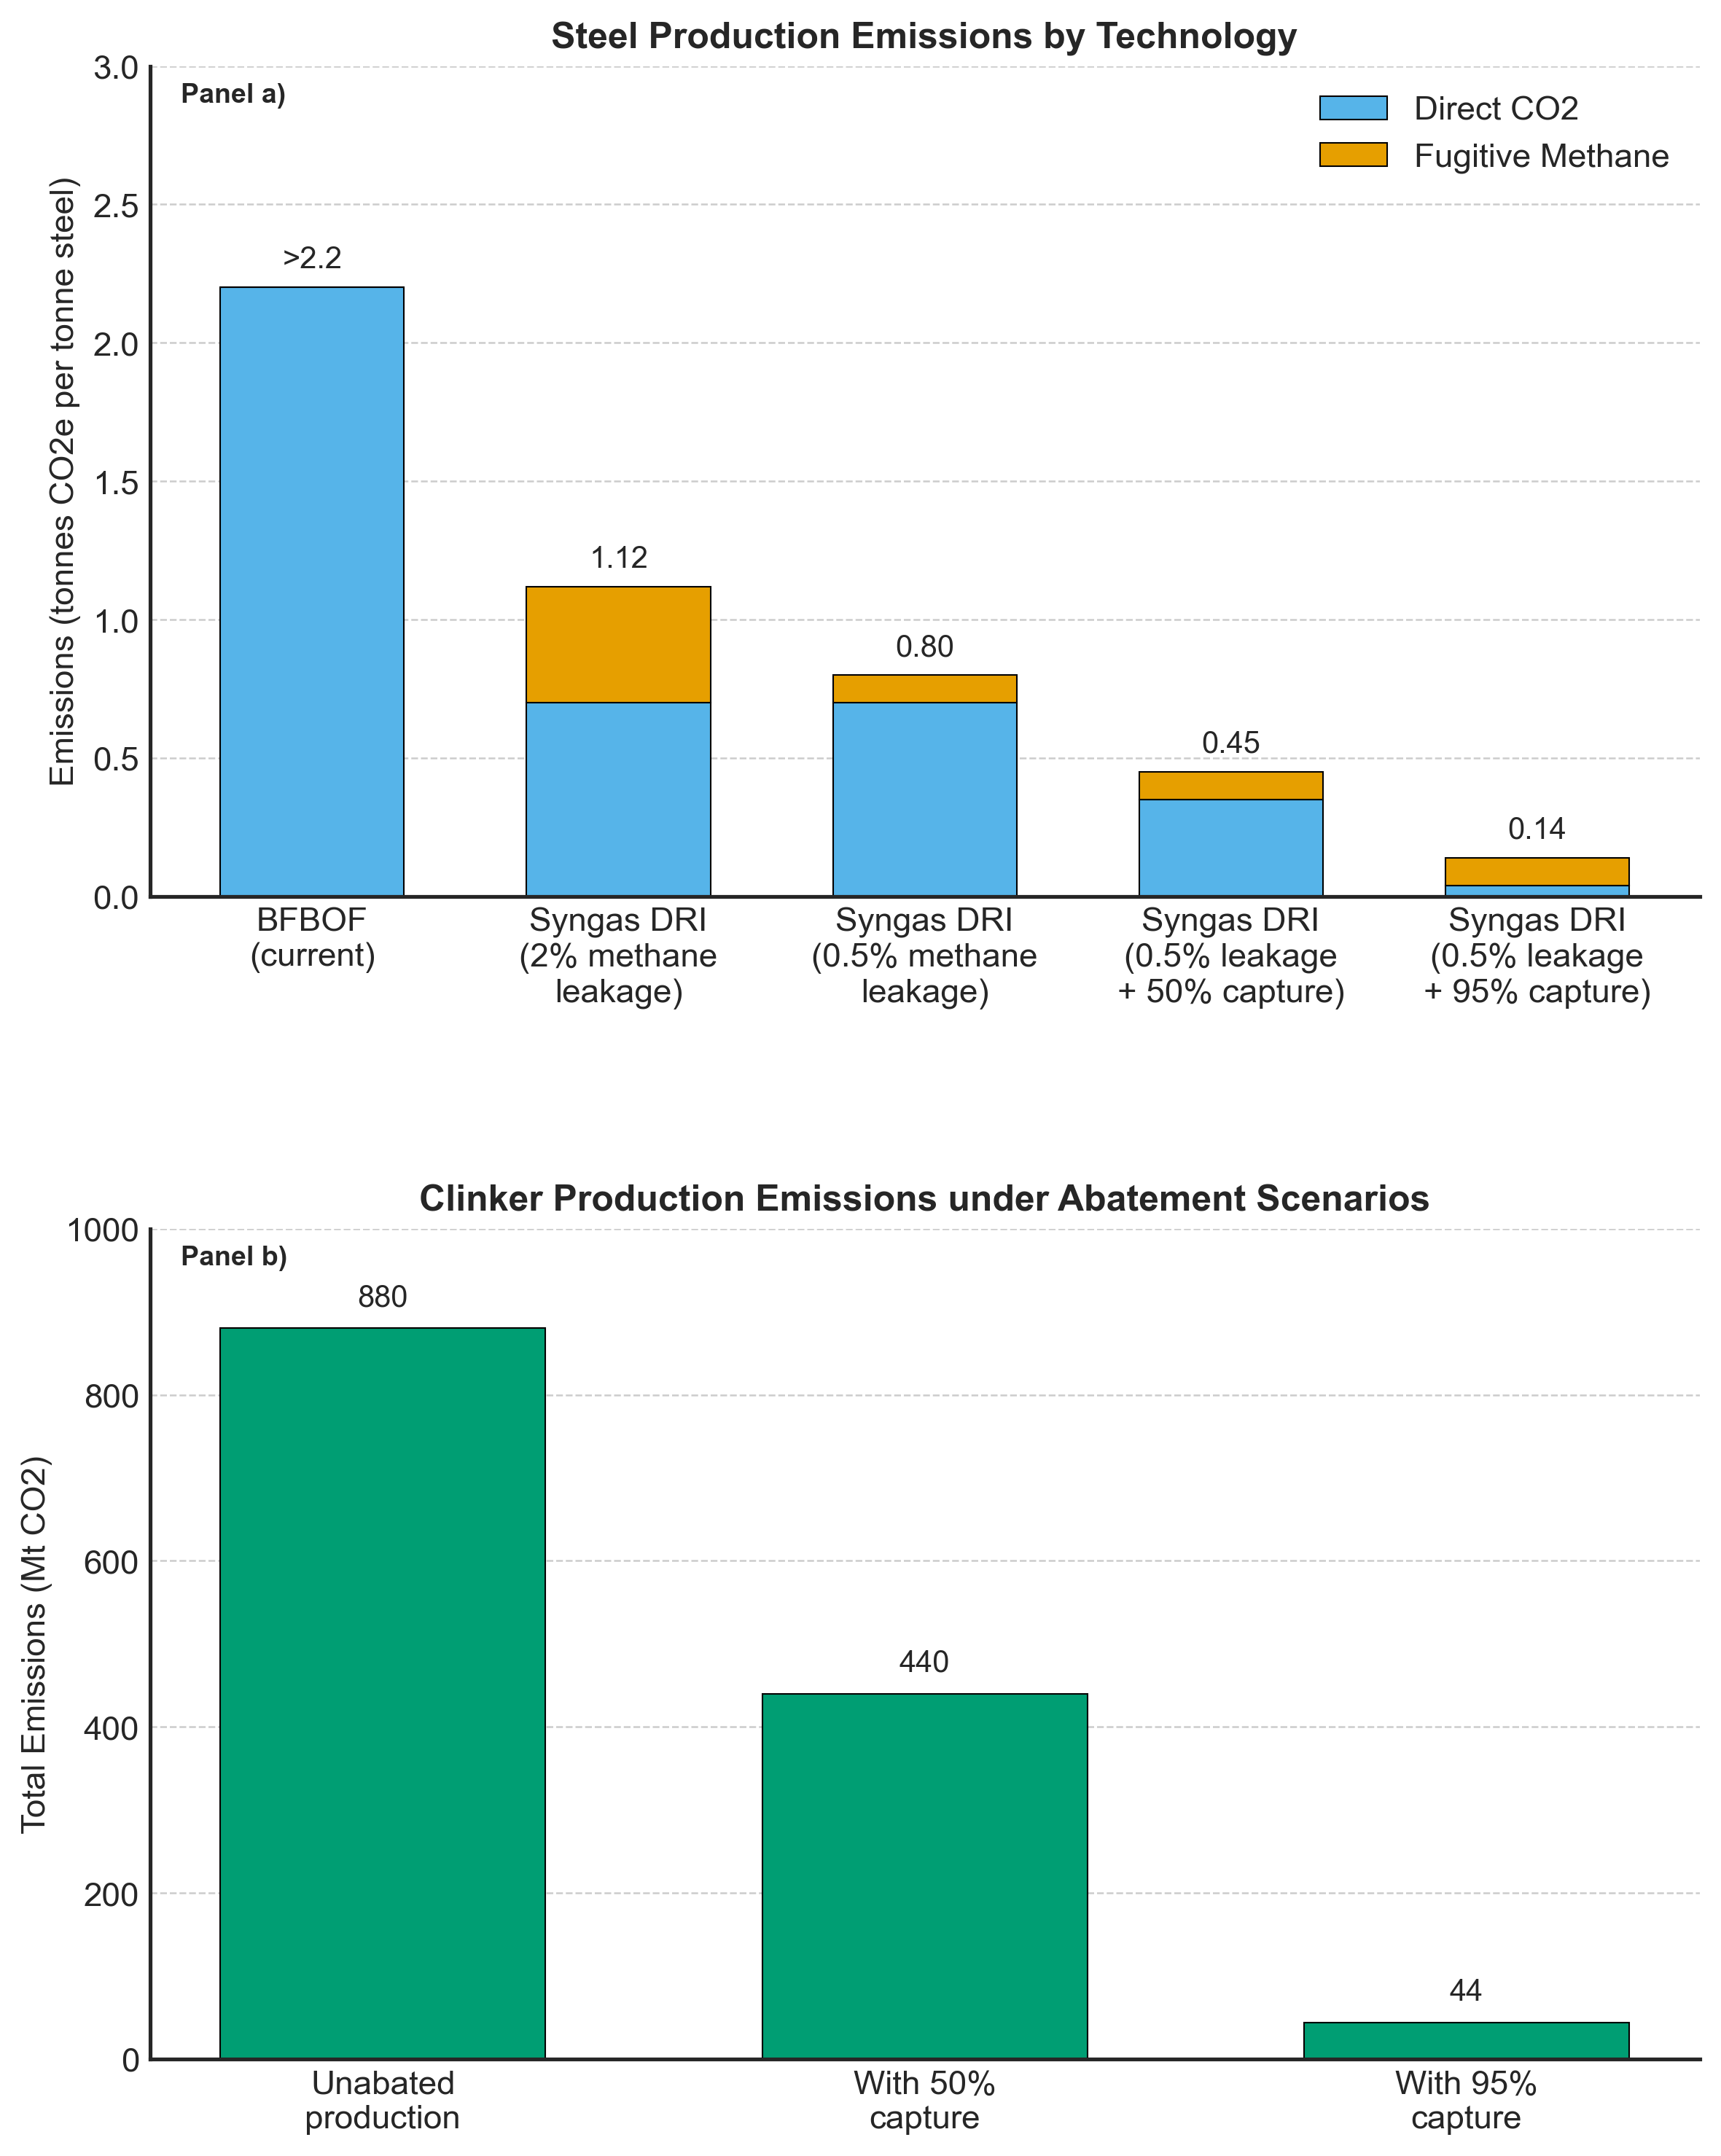 Steel Production Emissions by Technology
Panel a)
Direct CO2
Fugitive Methane
Emissions (tonnes CO2e per tonne steel)
3.0
2.5
2.0
1.5
1.0
0.5
0.0
>2.2
1.12
0.80
0.45
0.14
BFBOF
(current)
Syngas DRI
(2% methane
leakage)
Syngas DRI
(0.5% methane
leakage)
Syngas DRI
(0.5% leakage
+ 50% capture)
Syngas DRI
(0.5% leakage
+ 95% capture)
Clinker Production Emissions under Abatement Scenarios
Panel b)
Total Emissions (Mt CO2)
1000
800
600
400
200
0
880
440
44
Unabated
production
With 50%
capture
With 95%
capture